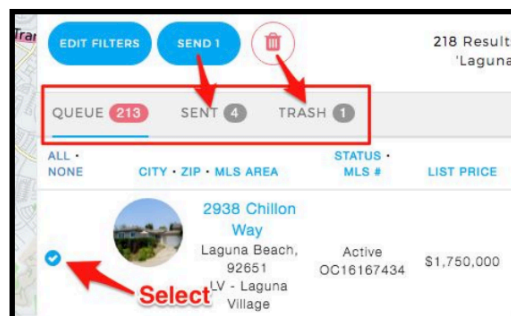 Trar
EDIT FILTERS
SEND 1
218 Result
'Laguna
QUEUE 213
SENT 4
TRASH 1
ALL •
NONE
CITY • ZIP • MLS AREA
STATUS •
MLS #
LIST PRICE
2938 Chillon
Way
Laguna Beach,
92651
LV - Laguna
Village
Active
OC16167434
$1,750,000
Select